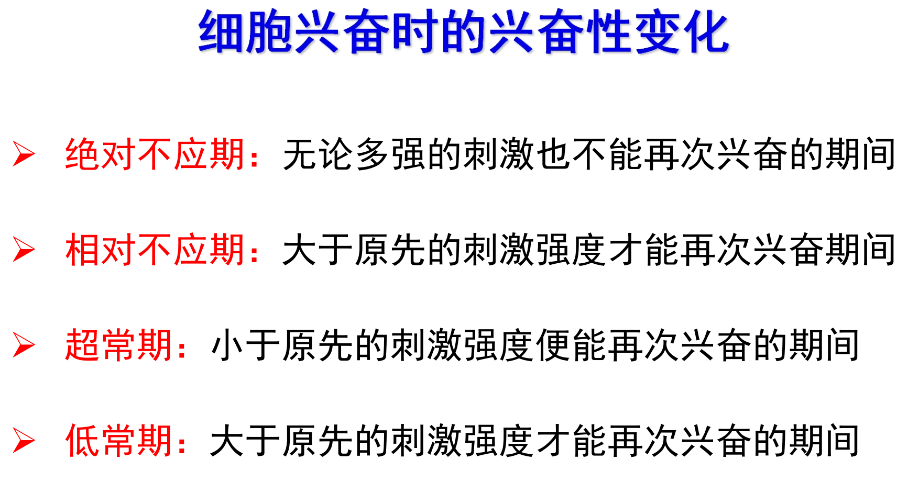 细胞兴奋时的兴奋性变化
➢ 绝对不应期：无论多强的刺激也不能再次兴奋的期间
➢ 相对不应期：大于原先的刺激强度才能再次兴奋期间
➢ 超常期：小于原先的刺激强度便能再次兴奋的期间
➢ 低常期：大于原先的刺激强度才能再次兴奋的期间